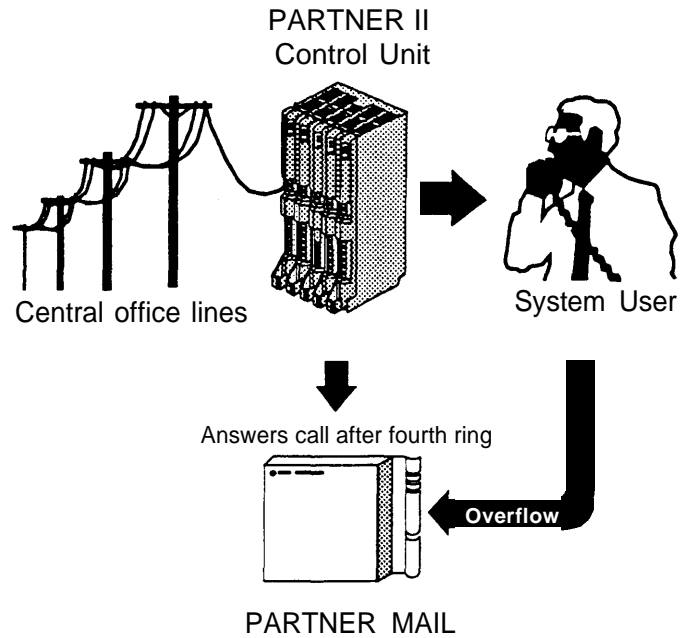 PARTNER II
Control Unit
Central office lines
System User
Answers call after fourth ring
Overflow
PARTNER MAIL